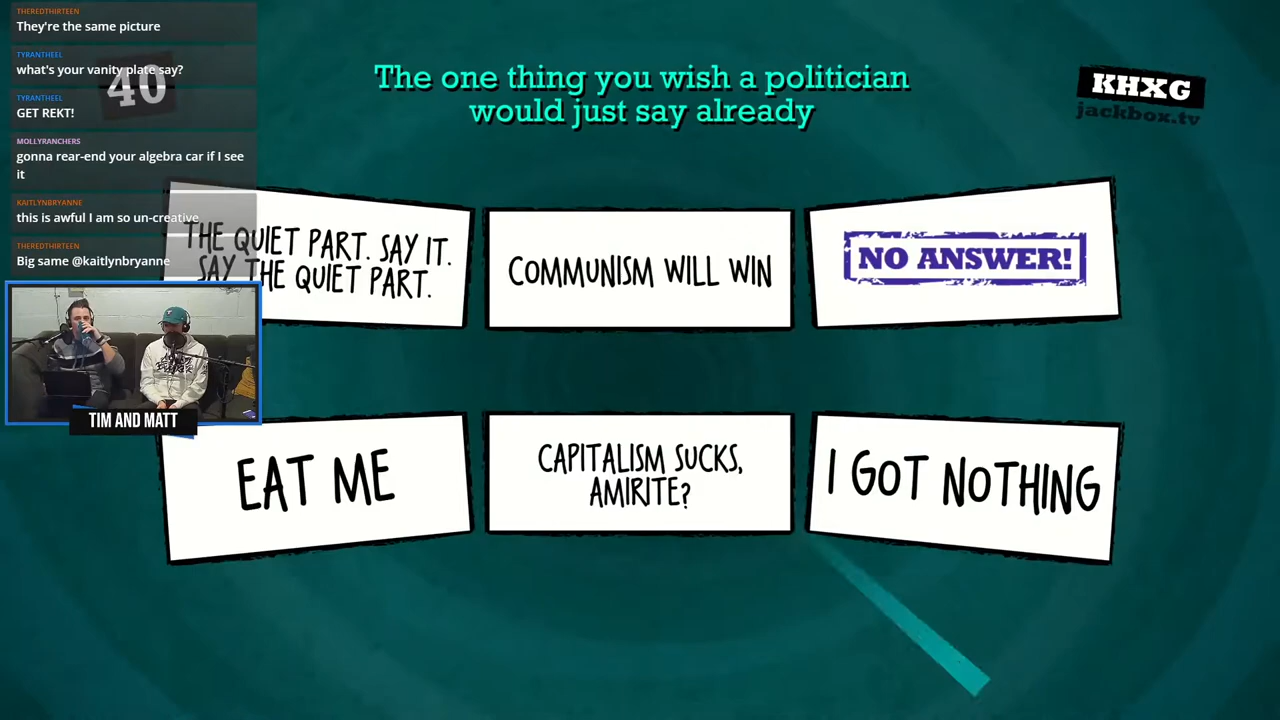 THEREDTHIRTEEN
They're the same picture
TYRANTHEEL
what's your vanity plate say?
40
TYRANTHEEL
GET REKT!
MOLLYRANCHERS
gonna rear-end your algebra car if I see
it
KAITLYNBRYANNE
this is awful I am so un-creative
THEREDTHIRTEEN
Big same @kaitlynbryanne
TIM AND MATT
The one thing you wish a politician
would just say already
KHXG
jackbox.tv
THE QUIET PART. SAY IT.
SAY THE QUIET PART.
COMMUNISM WILL WIN
NO ANSWER!
EAT ME
CAPITALISM SUCKS,
AMIRITE?
I GOT NOTHING